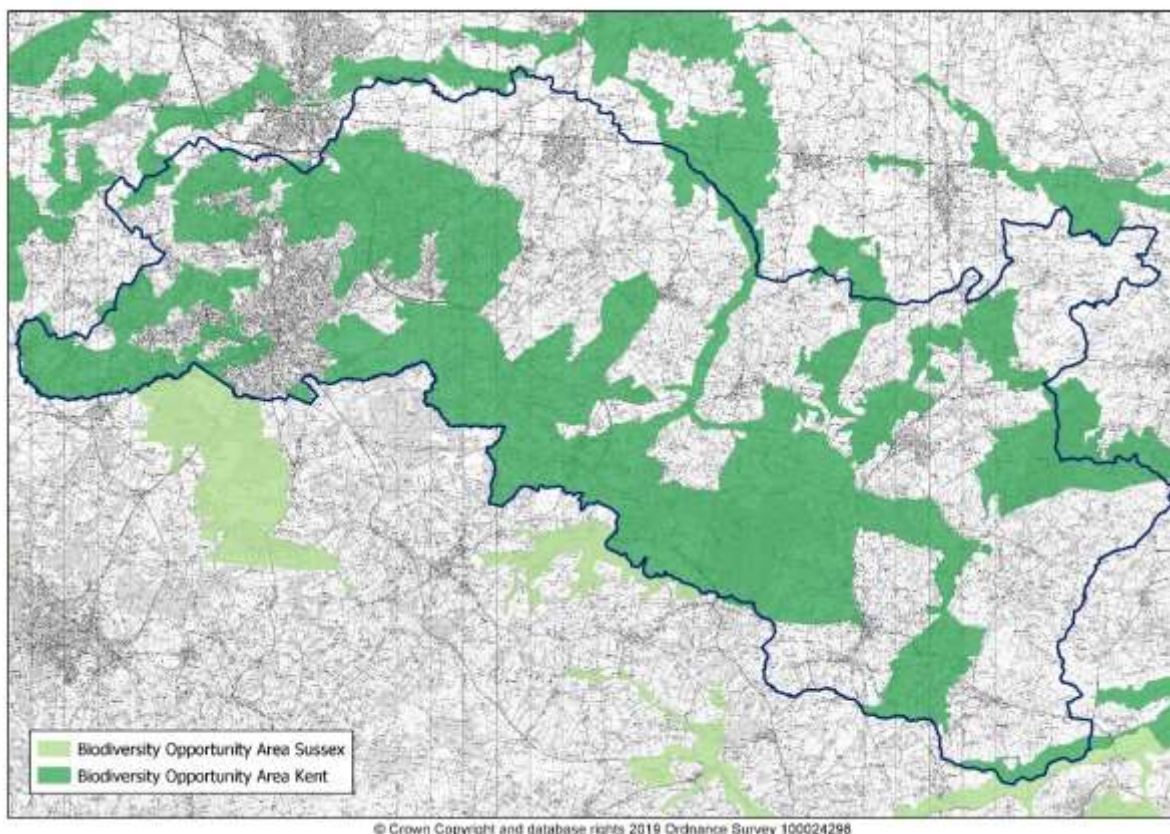 Biodiversity Opportunity Area Sussex
Biodiversity Opportunity Area Kent
© Crown Copyright and database rights 2019 Ordnance Survey 100024298